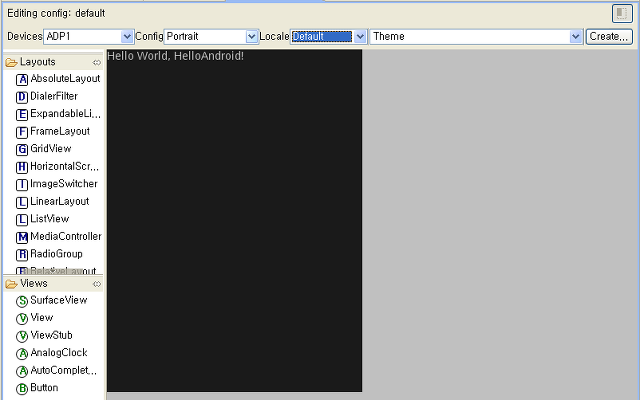 Editing config: default
Devices ADP1 Config Portrait Locale Default Theme Create...
Layouts
Hello World, HelloAndroid!
A AbsoluteLayout
D DialerFilter
E ExpandableLi...
F FrameLayout
G GridView
H HorizontalScr...
I ImageSwitcher
L LinearLayout
L ListView
M MediaController
R RadioGroup
R RelativeLayout
Views
S SurfaceView
V View
V ViewStub
A AnalogClock
A AutoComplet...
B Button